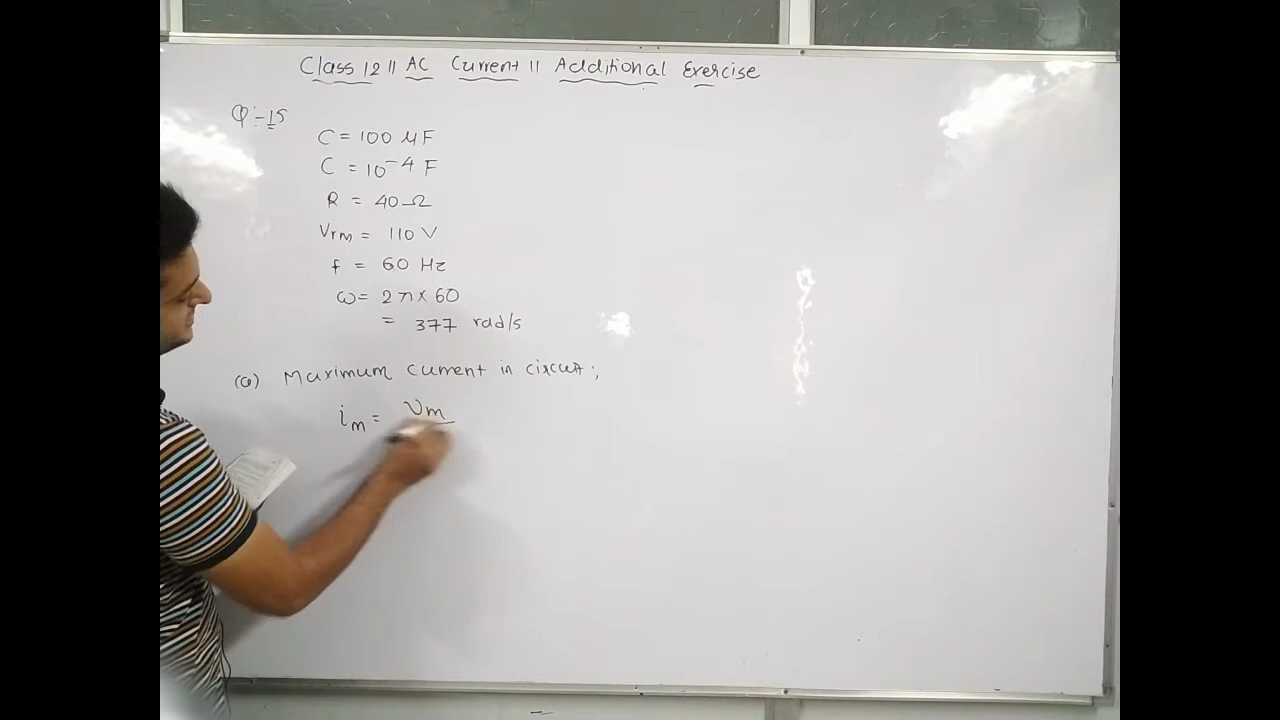 Class 12 || AC Current || Additional Exercise
Q:-15
C = 100 μF
C = 10⁻⁴ F
R = 40 Ω
Vrm = 110 V
f = 60 Hz
ω = 2π × 60
= 377 rad/s
(a) Maximum current in circuit:,
im = Vm